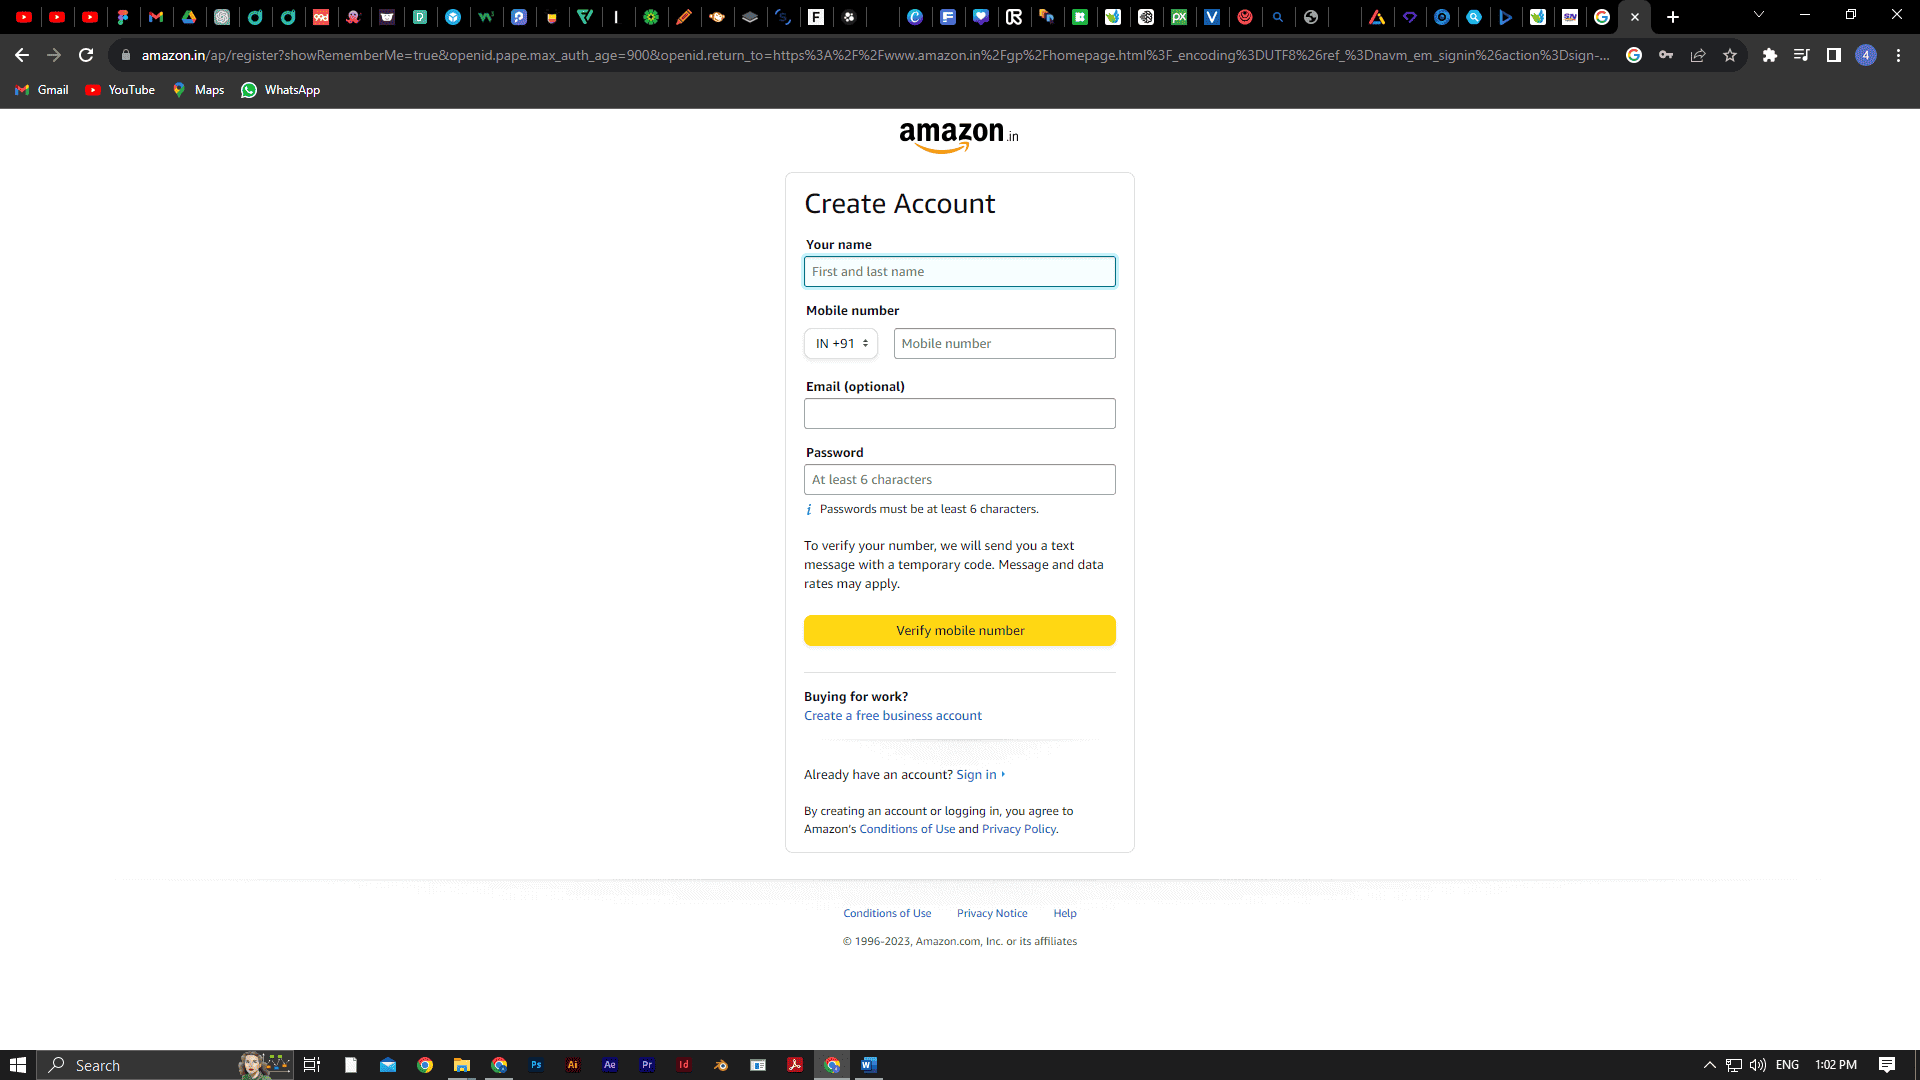 amazon.in/ap/register?showRememberMe=true&openid.pape.max_auth_age=900&openid.return_to=https%3A%2F%2Fwww.amazon.in%2Fgp%2Fhomepage.html%3F_encoding%3DUTF8%26ref_%3Dnavm_em_signin%26action%3Dsign-...
4
Gmail YouTube Maps WhatsApp
amazon.in
Create Account
Your name
First and last name
Mobile number
IN +91 Mobile number
Email (optional)
Password
At least 6 characters
i Passwords must be at least 6 characters.
To verify your number, we will send you a text
message with a temporary code. Message and data
rates may apply.
Verify mobile number
Buying for work?
Create a free business account
Already have an account? Sign in
By creating an account or logging in, you agree to
Amazon's Conditions of Use and Privacy Policy.
Conditions of Use Privacy Notice Help
© 1996-2023, Amazon.com, Inc. or its affiliates
Search Ps Ai Ae Pr Id W ENG 1:02 PM